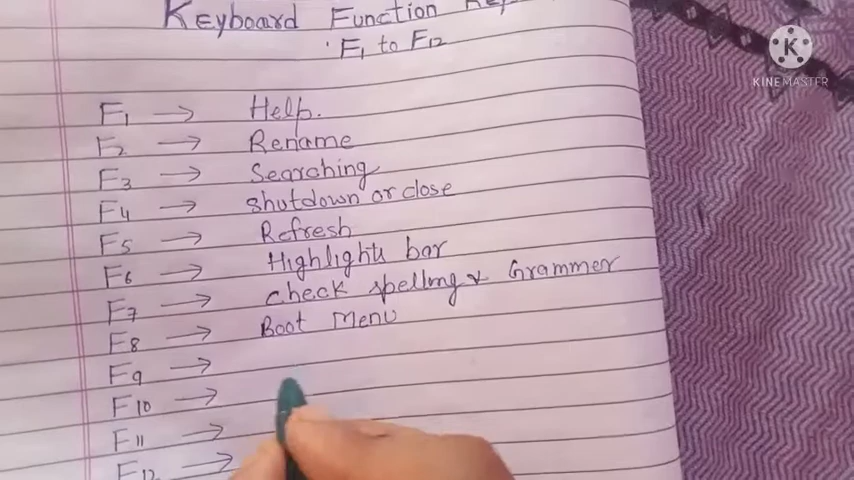 Keyboard Function
F1 to F12
F1 → Help.
F2 → Rename
F3 → Searching
F4 → shutdown or close
F5 → Refresh
F6 → Highlights bar
F7 → check spelling & Grammer
F8 → Boot Menu
F9 →
F10 →
F11 →
F12 →
K
KINEMASTER